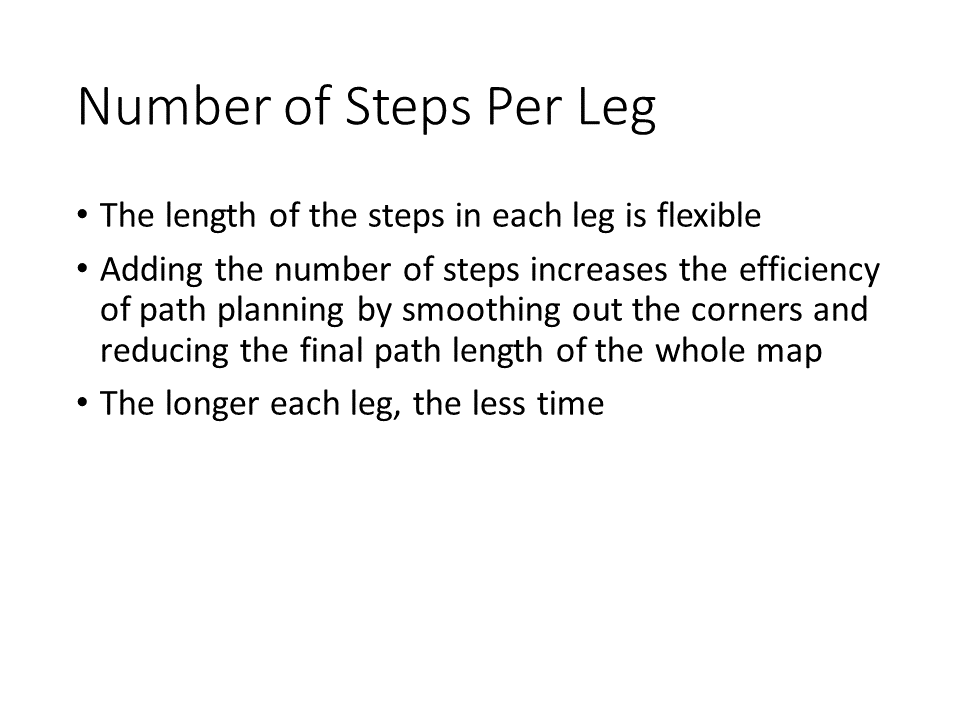 Number of Steps Per Leg
• The length of the steps in each leg is flexible
• Adding the number of steps increases the efficiency
of path planning by smoothing out the corners and
reducing the final path length of the whole map
• The longer each leg, the less time